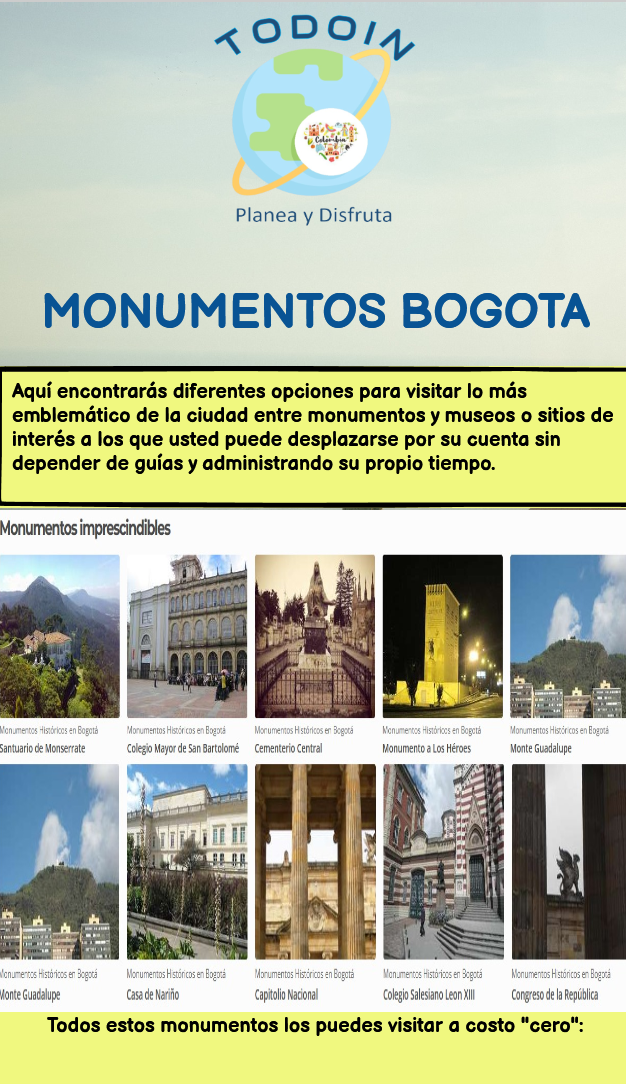 TODOIN
Colombia
Planea y Disfruta
MONUMENTOS BOGOTA
Aquí encontrarás diferentes opciones para visitar lo más
emblemático de la ciudad entre monumentos y museos o sitios de
interés a los que usted puede desplazarse por su cuenta sin
depender de guías y administrando su propio tiempo.
Monumentos imprescindibles
Monumentos Históricos en Bogotá
Santuario de Monserrate
Monumentos Históricos en Bogotá
Colegio Mayor de San Bartolomé
Monumentos Históricos en Bogotá
Cementerio Central
Monumentos Históricos en Bogotá
Monumento a Los Héroes
Monumentos Históricos en Bogotá
Monte Guadalupe
Monumentos Históricos en Bogotá
Monte Guadalupe
Monumentos Históricos en Bogotá
Casa de Nariño
Monumentos Históricos en Bogotá
Capitolio Nacional
Monumentos Históricos en Bogotá
Colegio Salesiano Leon XIII
Monumentos Históricos en Bogotá
Congreso de la República
Todos estos monumentos los puedes visitar a costo "cero":